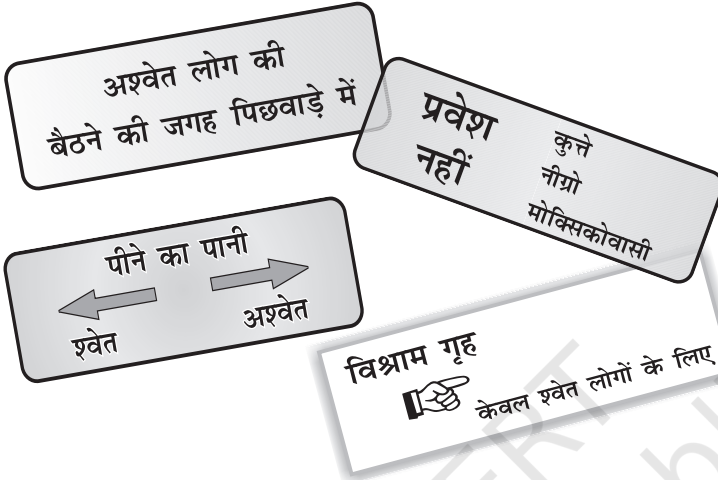 अश्वेत लोग की
बैठने की जगह पिछवाड़े में
प्रवेश
नहीं
कुत्ते
नीग्रो
मोक्सिकोवासी
पीने का पानी
श्वेत
अश्वेत
विश्राम गृह
केवल श्वेत लोगों के लिए